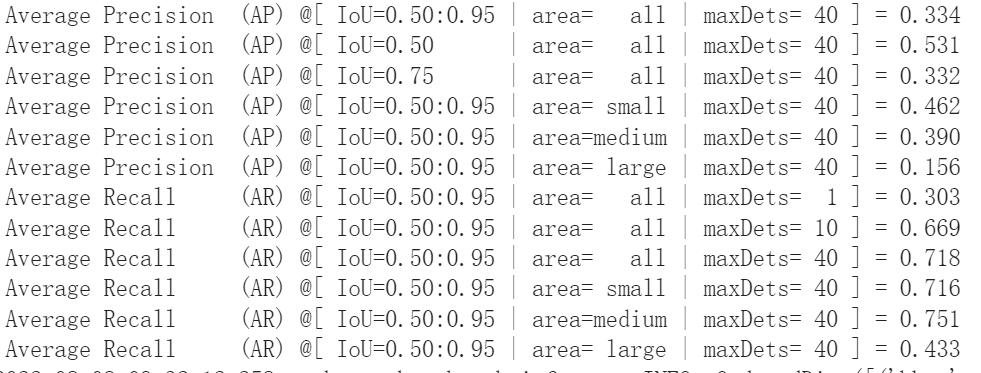 Average Precision  (AP) @[ IoU=0.50:0.95 | area=   all | maxDets= 40 ] = 0.334
Average Precision  (AP) @[ IoU=0.50      | area=   all | maxDets= 40 ] = 0.531
Average Precision  (AP) @[ IoU=0.75      | area=   all | maxDets= 40 ] = 0.332
Average Precision  (AP) @[ IoU=0.50:0.95 | area= small | maxDets= 40 ] = 0.462
Average Precision  (AP) @[ IoU=0.50:0.95 | area=medium | maxDets= 40 ] = 0.390
Average Precision  (AP) @[ IoU=0.50:0.95 | area= large | maxDets= 40 ] = 0.156
Average Recall     (AR) @[ IoU=0.50:0.95 | area=   all | maxDets=  1 ] = 0.303
Average Recall     (AR) @[ IoU=0.50:0.95 | area=   all | maxDets= 10 ] = 0.669
Average Recall     (AR) @[ IoU=0.50:0.95 | area=   all | maxDets= 40 ] = 0.718
Average Recall     (AR) @[ IoU=0.50:0.95 | area= small | maxDets= 40 ] = 0.716
Average Recall     (AR) @[ IoU=0.50:0.95 | area=medium | maxDets= 40 ] = 0.751
Average Recall     (AR) @[ IoU=0.50:0.95 | area= large | maxDets= 40 ] = 0.433